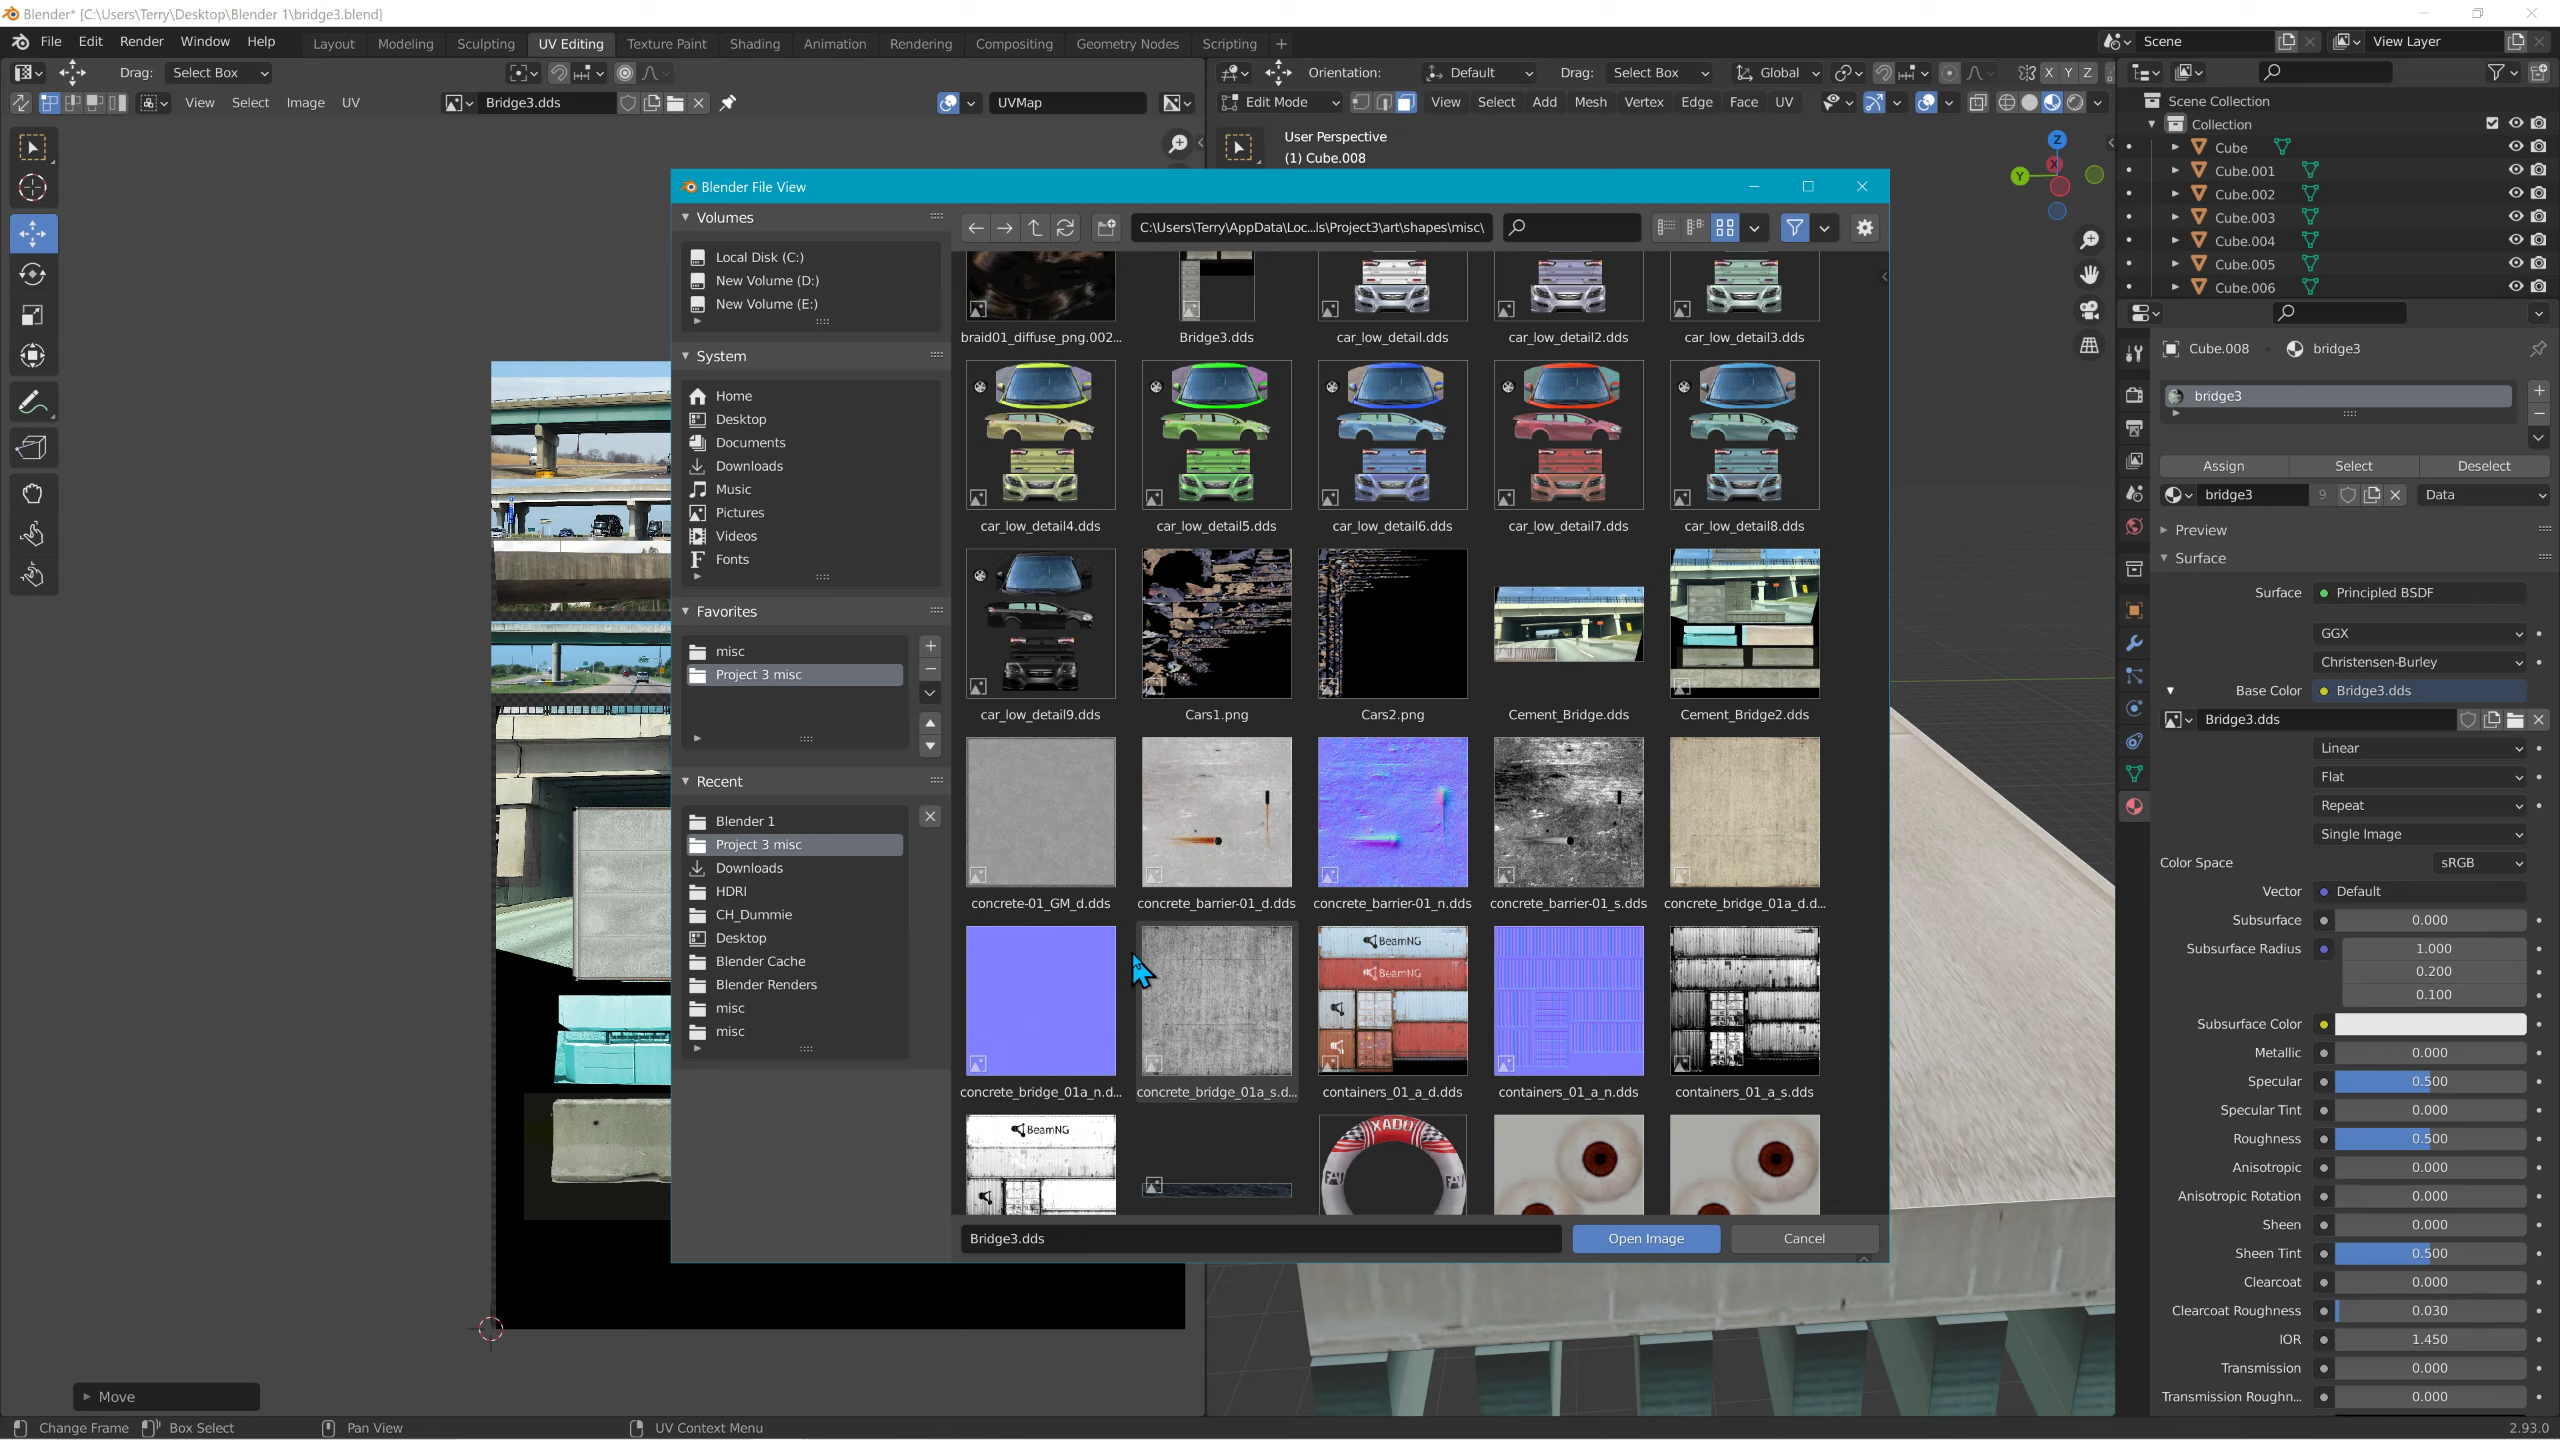 Blender* [C:\Users\Terry\Desktop\Blender 1\bridge3.blend]
File Edit Render Window Help Layout Modeling Sculpting UV Editing Texture Paint Shading Animation Rendering Compositing Geometry Nodes Scripting + Scene View Layer
Drag: Select Box
Orientation: Default Drag: Select Box Global X Y Z
View Select Image UV Bridge3.dds UVMap
Edit Mode View Select Add Mesh Vertex Edge Face UV
User Perspective
(1) Cube.008
Z
X
Y
Scene Collection
Collection
Cube
Cube.001
Cube.002
Cube.003
Cube.004
Cube.005
Cube.006
Blender File View
Volumes
Local Disk (C:)
New Volume (D:)
New Volume (E:)
System
Home
Desktop
Documents
Downloads
Music
Pictures
Videos
Fonts
Favorites
misc
Project 3 misc
Recent
Blender 1
Project 3 misc
Downloads
HDRI
CH_Dummie
Desktop
Blender Cache
Blender Renders
misc
misc
C:\Users\Terry\AppData\Loc...ls\Project3\art\shapes\misc\
braid01_diffuse_png.002... Bridge3.dds car_low_detail.dds car_low_detail2.dds car_low_detail3.dds
car_low_detail4.dds car_low_detail5.dds car_low_detail6.dds car_low_detail7.dds car_low_detail8.dds
car_low_detail9.dds Cars1.png Cars2.png Cement_Bridge.dds Cement_Bridge2.dds
concrete-01_GM_d.dds concrete_barrier-01_d.dds concrete_barrier-01_n.dds concrete_barrier-01_s.dds concrete_bridge_01a_d.d...
BeamNG
BeamNG
concrete_bridge_01a_n.d... concrete_bridge_01a_s.d... containers_01_a_d.dds containers_01_a_n.dds containers_01_a_s.dds
BeamNG
XADO
Bridge3.dds Open Image Cancel
Cube.008 bridge3
bridge3
Assign Select Deselect
bridge3 9 Data
Preview
Surface
Surface Principled BSDF
GGX
Christensen-Burley
Base Color Bridge3.dds
Bridge3.dds
Linear
Flat
Repeat
Single Image
Color Space sRGB
Vector Default
Subsurface 0.000
Subsurface Radius 1.000
0.200
0.100
Subsurface Color
Metallic 0.000
Specular 0.500
Specular Tint 0.000
Roughness 0.500
Anisotropic 0.000
Anisotropic Rotation 0.000
Sheen 0.000
Sheen Tint 0.500
Clearcoat 0.000
Clearcoat Roughness 0.030
IOR 1.450
Transmission 0.000
Transmission Roughn... 0.000
Move
Change Frame Box Select Pan View UV Context Menu 2.93.0